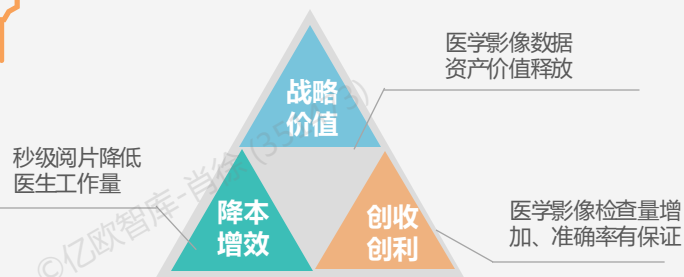 医学影像数据
资产价值释放
战略
价值
秒级阅片降低
医生工作量
降本
增效
创收
创利
医学影像检查量增
加、准确率有保证
©亿欧智库-肖徐